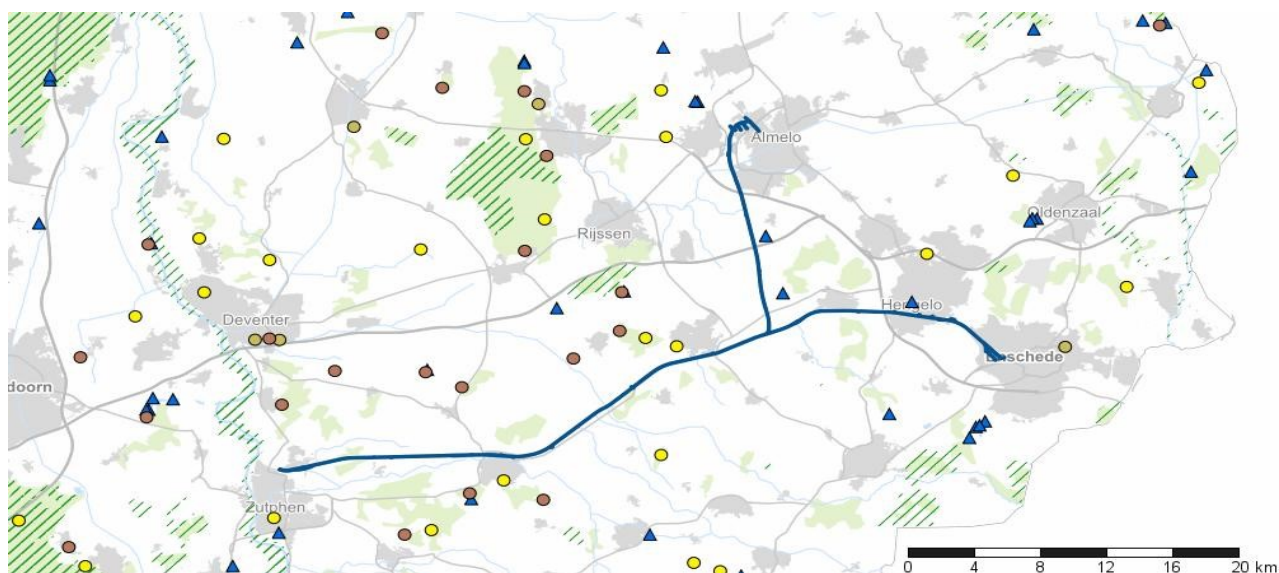 Almelo
Oldenzaal
Rijssen
Hengelo
Deventer
Enschede
doorn
Zutphen
0 4 8 12 16 20 km